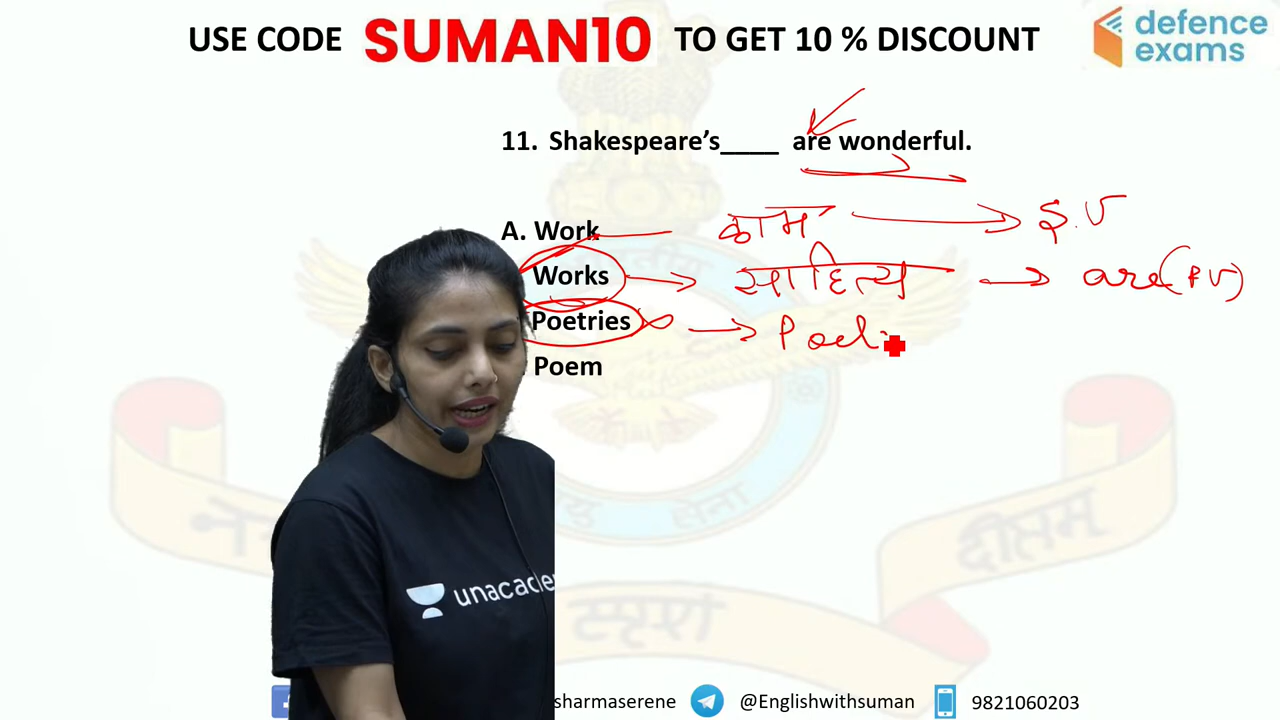 USE CODE SUMAN10 TO GET 10 % DISCOUNT
defence
exams
11. Shakespeare’s____ are wonderful.
A. Work काम
Works साहित्य are (PV)
Poetries Poet
Poem
unacade
sharmaserene @Englishwithsuman 9821060203